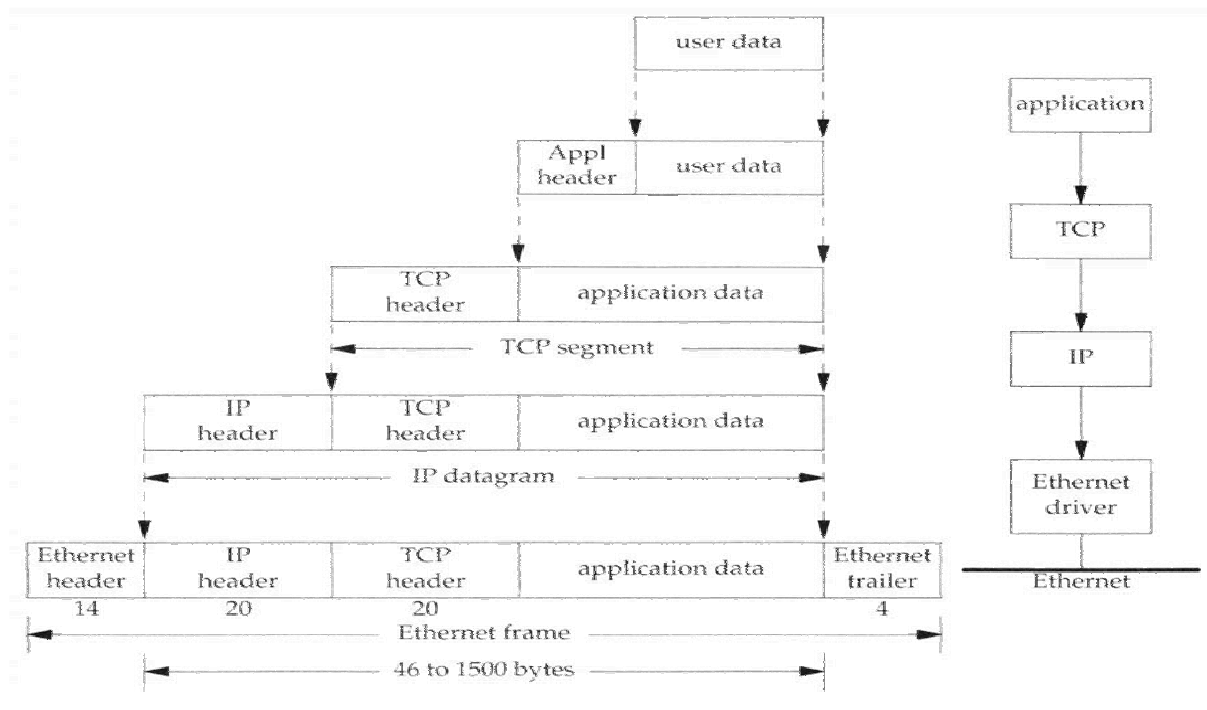 user data
application
Appl
header
user data
TCP
TCP
header
application data
TCP segment
IP
IP
header
TCP
header
application data
IP datagram
Ethernet
driver
Ethernet
header
IP
header
TCP
header
application data
Ethernet
trailer
Ethernet
14
20
20
4
Ethernet frame
46 to 1500 bytes